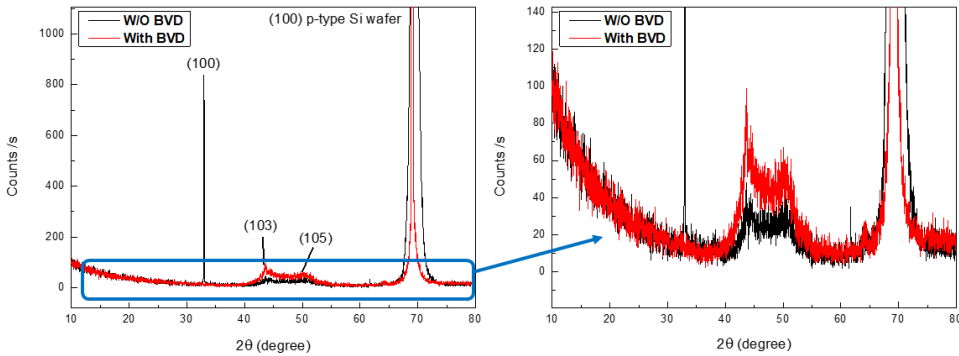 W/O BVD
With BVD
(100) p-type Si wafer
(100)
(103)
(105)
1000
800
600
400
200
0
Counts /s
10 20 30 40 50 60 70 80
2θ (degree)
W/O BVD
With BVD
140
120
100
80
60
40
20
0
Counts /s
10 20 30 40 50 60 70 80
2θ (degree)